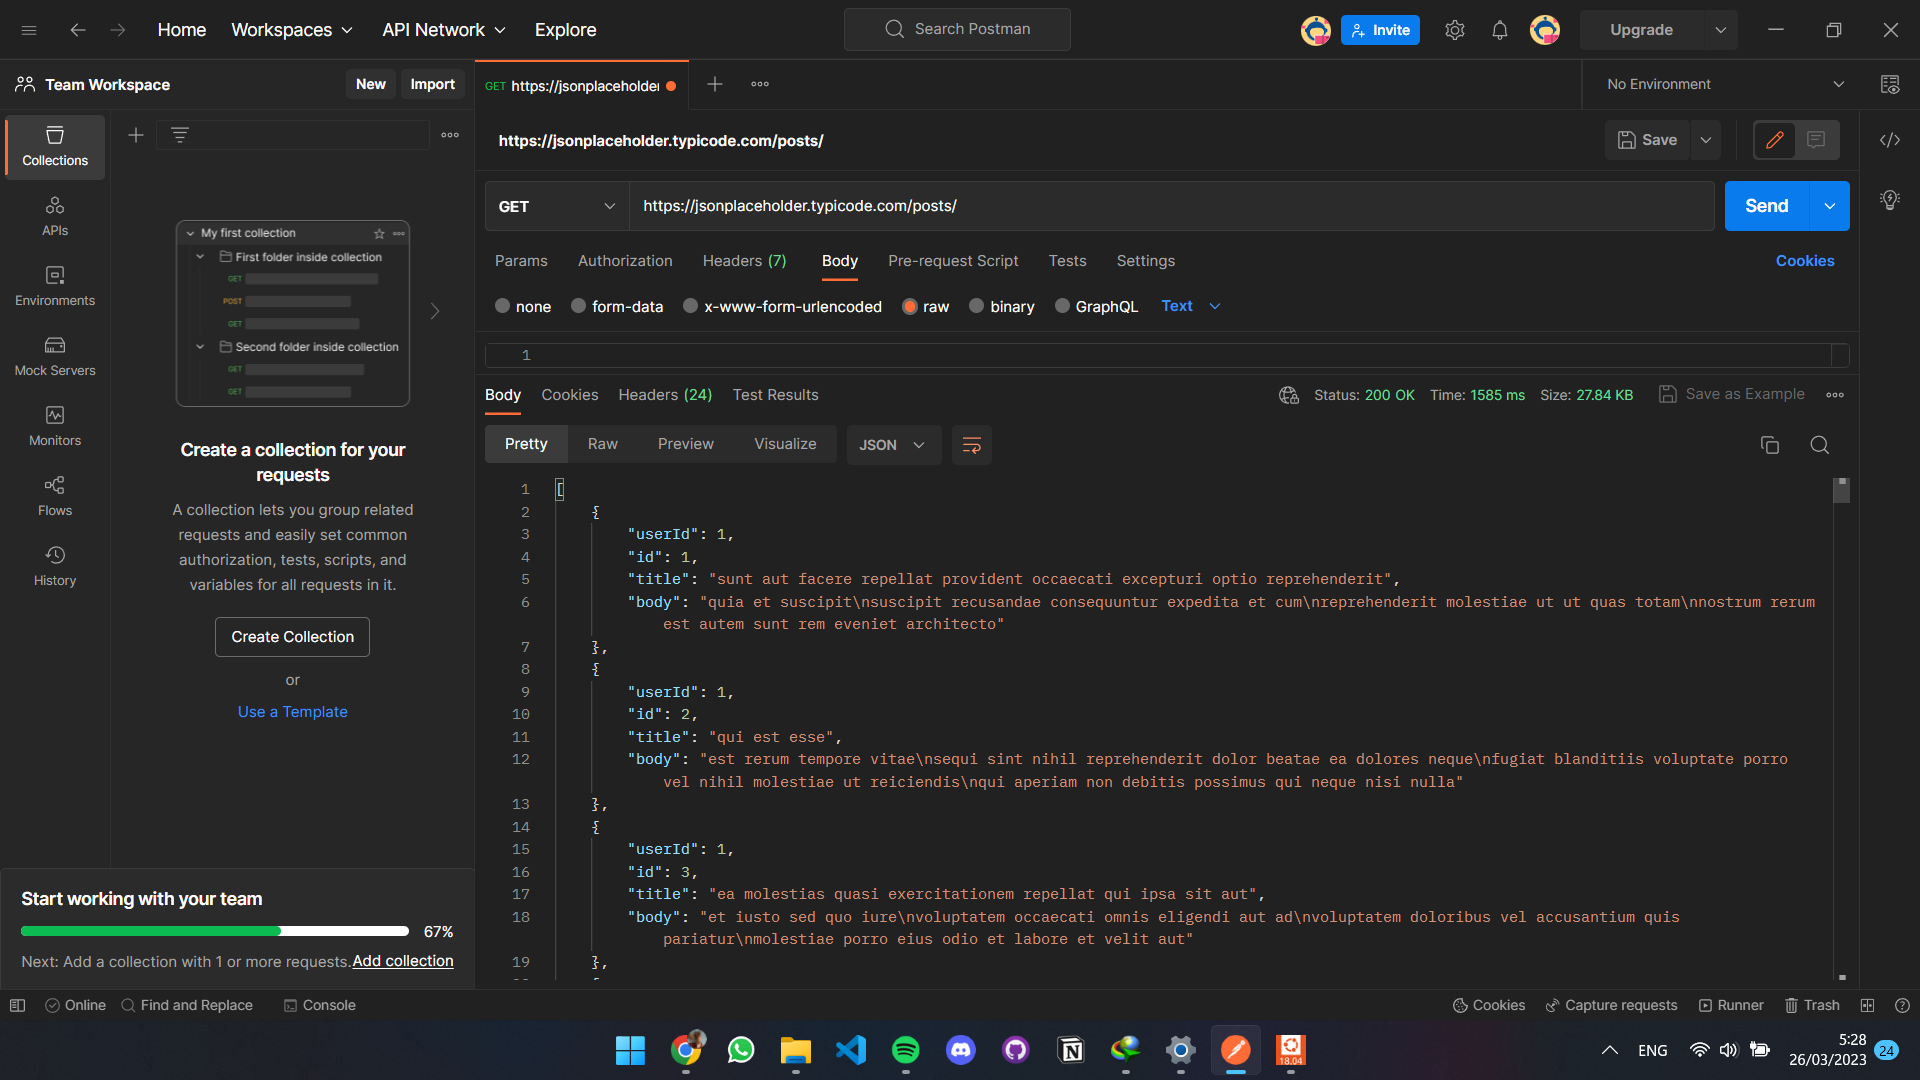 Home
Workspaces
API Network
Explore
Search Postman
Invite
Upgrade
Team Workspace
New
Import
GET https://jsonplaceholder
No Environment
https://jsonplaceholder.typicode.com/posts/
Save
GET
https://jsonplaceholder.typicode.com/posts/
Send
Params
Authorization
Headers (7)
Body
Pre-request Script
Tests
Settings
Cookies
none
form-data
x-www-form-urlencoded
raw
binary
GraphQL
Text
1
Collections
APIs
Environments
Mock Servers
Monitors
Flows
History
My first collection
First folder inside collection
GET
POST
GET
Second folder inside collection
GET
GET
Create a collection for your
requests
A collection lets you group related
requests and easily set common
authorization, tests, scripts, and
variables for all requests in it.
Create Collection
or
Use a Template
Start working with your team
67%
Next: Add a collection with 1 or more requests. Add collection
Body
Cookies
Headers (24)
Test Results
Status: 200 OK
Time: 1585 ms
Size: 27.84 KB
Save as Example
Pretty
Raw
Preview
Visualize
JSON
1 [
2 {
3 "userId": 1,
4 "id": 1,
5 "title": "sunt aut facere repellat provident occaecati excepturi optio reprehenderit",
6 "body": "quia et suscipit\nsuscipit recusandae consequuntur expedita et cum\nreprehenderit molestiae ut ut quas totam\nnostrum rerum
est autem sunt rem eveniet architecto"
7 },
8 {
9 "userId": 1,
10 "id": 2,
11 "title": "qui est esse",
12 "body": "est rerum tempore vitae\nsequi sint nihil reprehenderit dolor beatae ea dolores neque\nfugiat blanditiis voluptate porro
vel nihil molestiae ut reiciendis\nqui aperiam non debitis possimus qui neque nisi nulla"
13 },
14 {
15 "userId": 1,
16 "id": 3,
17 "title": "ea molestias quasi exercitationem repellat qui ipsa sit aut",
18 "body": "et iusto sed quo iure\nvoluptatem occaecati omnis eligendi aut ad\nvoluptatem doloribus vel accusantium quis
pariatur\nmolestiae porro eius odio et labore et velit aut"
19 },
Online
Find and Replace
Console
Cookies
Capture requests
Runner
Trash
18.04
ENG
5:28
26/03/2023
24